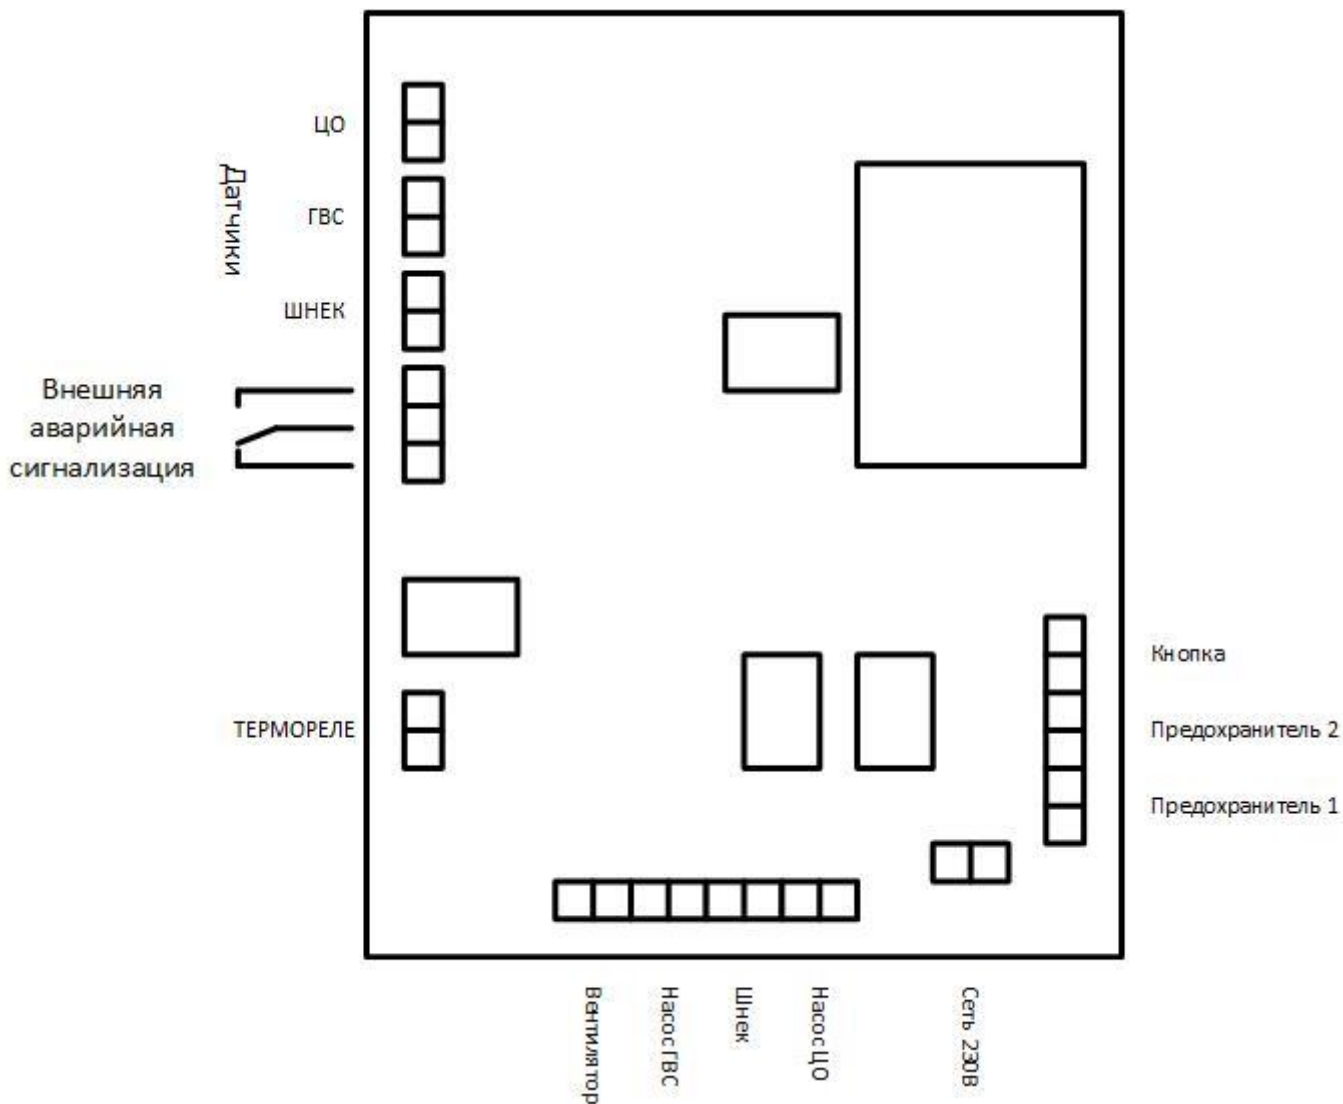 ЦО
Датчики
ГВС
ШНЕК
Внешняя
аварийная
сигнализация
ТЕРМОРЕЛЕ
Кнопка
Предохранитель 2
Предохранитель 1
Вентилятор
Насос ГВС
Шнек
Насос ЦО
Сеть 230В